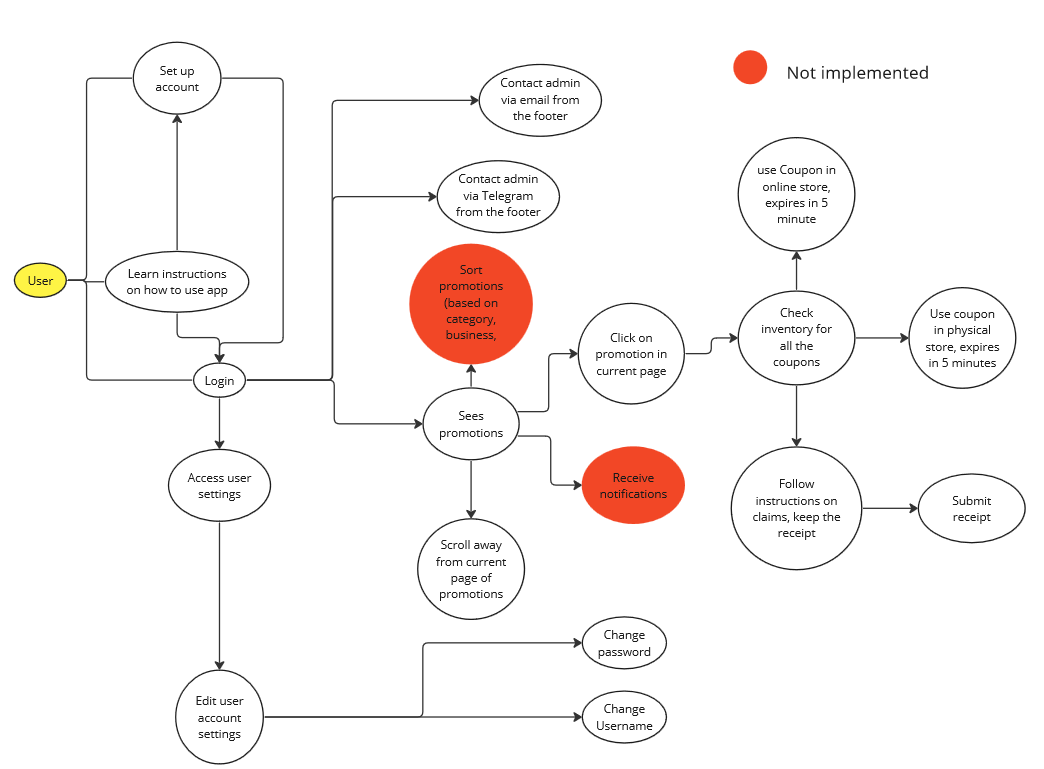 Set up
account
Contact admin
via email from
the footer
Not implemented
Contact admin
via Telegram
from the footer
use Coupon in
online store,
expires in 5
minute
User
Learn instructions
on how to use app
Sort
promotions
(based on
category,
business,
Click on
promotion in
current page
Check
inventory for
all the
coupons
Use coupon
in physical
store, expires
in 5 minutes
Login
Sees
promotions
Access user
settings
Receive
notifications
Follow
instructions on
claims, keep the
receipt
Submit
receipt
Scroll away
from current
page of
promotions
Change
password
Edit user
account
settings
Change
Username